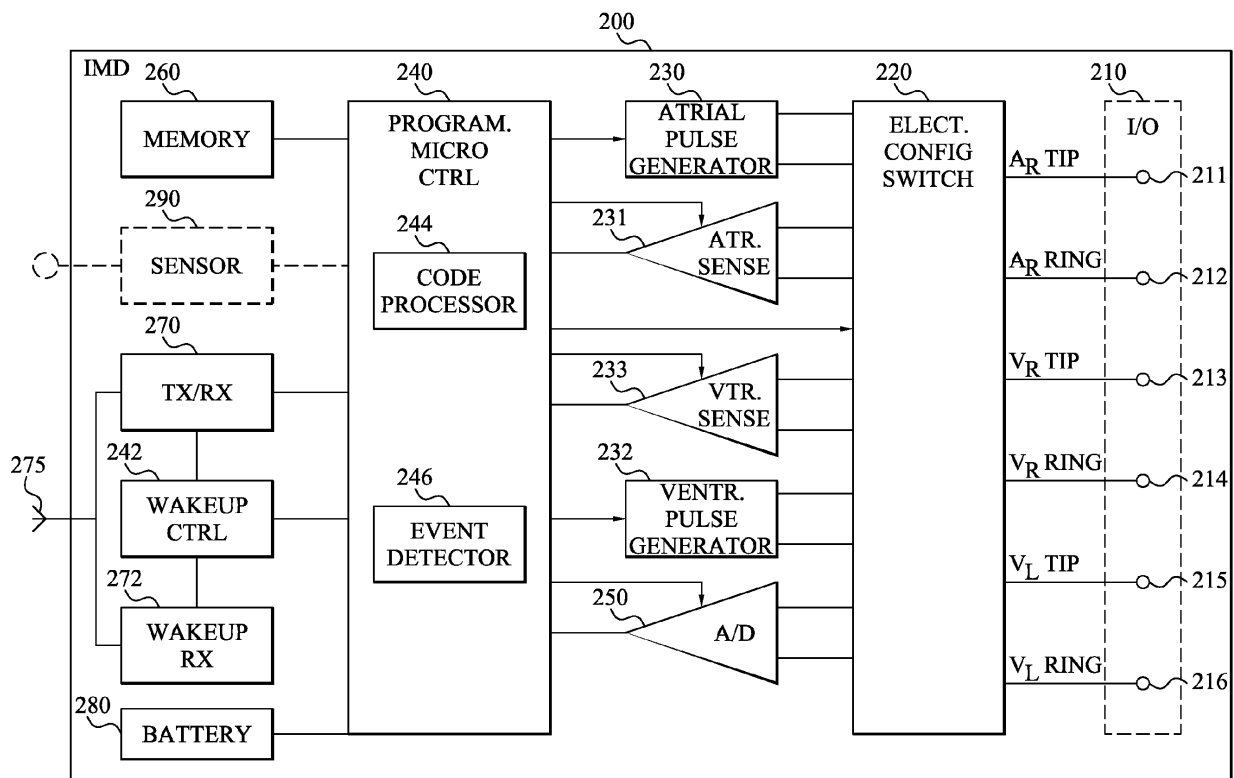 200
IMD
260
MEMORY
290
SENSOR
270
TX/RX
275
242
WAKEUP
CTRL
272
WAKEUP
RX
280
BATTERY
240
PROGRAM.
MICRO
CTRL
244
CODE
PROCESSOR
246
EVENT
DETECTOR
230
ATRIAL
PULSE
GENERATOR
231
ATR.
SENSE
233
VTR.
SENSE
232
VENTR.
PULSE
GENERATOR
250
A/D
220
ELECT.
CONFIG
SWITCH
210
I/O
AR TIP
211
AR RING
212
VR TIP
213
VR RING
214
VL TIP
215
VL RING
216